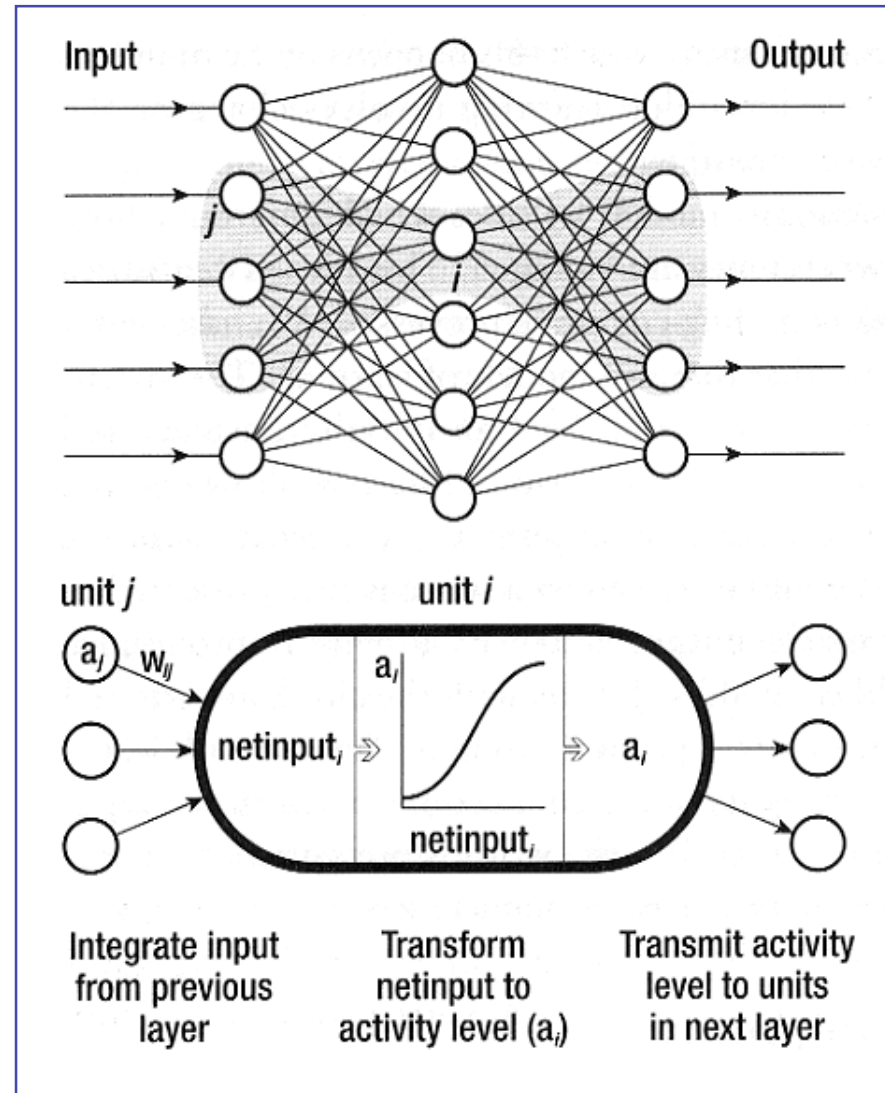 Input
Output
j
i
unit j
unit i
aj
wij
netinputi
ai
netinputi
ai
Integrate input
from previous
layer
Transform
netinput to
activity level (ai)
Transmit activity
level to units
in next layer